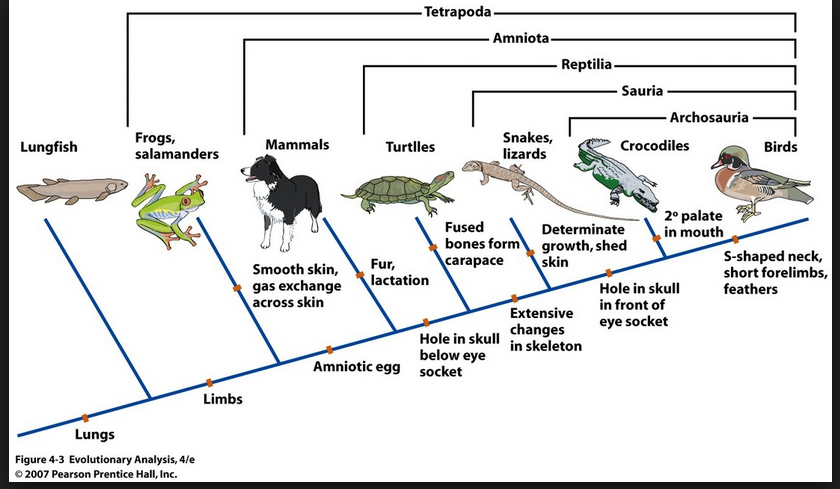 Tetrapoda
Amniota
Reptilia
Sauria
Archosauria
Lungfish
Frogs,
salamanders
Mammals
Turtlles
Snakes,
lizards
Crocodiles
Birds
Smooth skin,
gas exchange
across skin
Fur,
lactation
Fused
bones form
carapace
Determinate
growth, shed
skin
2º palate
in mouth
S-shaped neck,
short forelimbs,
feathers
Hole in skull
in front of
eye socket
Extensive
changes
in skeleton
Hole in skull
below eye
socket
Amniotic egg
Limbs
Lungs
Figure 4-3 Evolutionary Analysis, 4/e
© 2007 Pearson Prentice Hall, Inc.